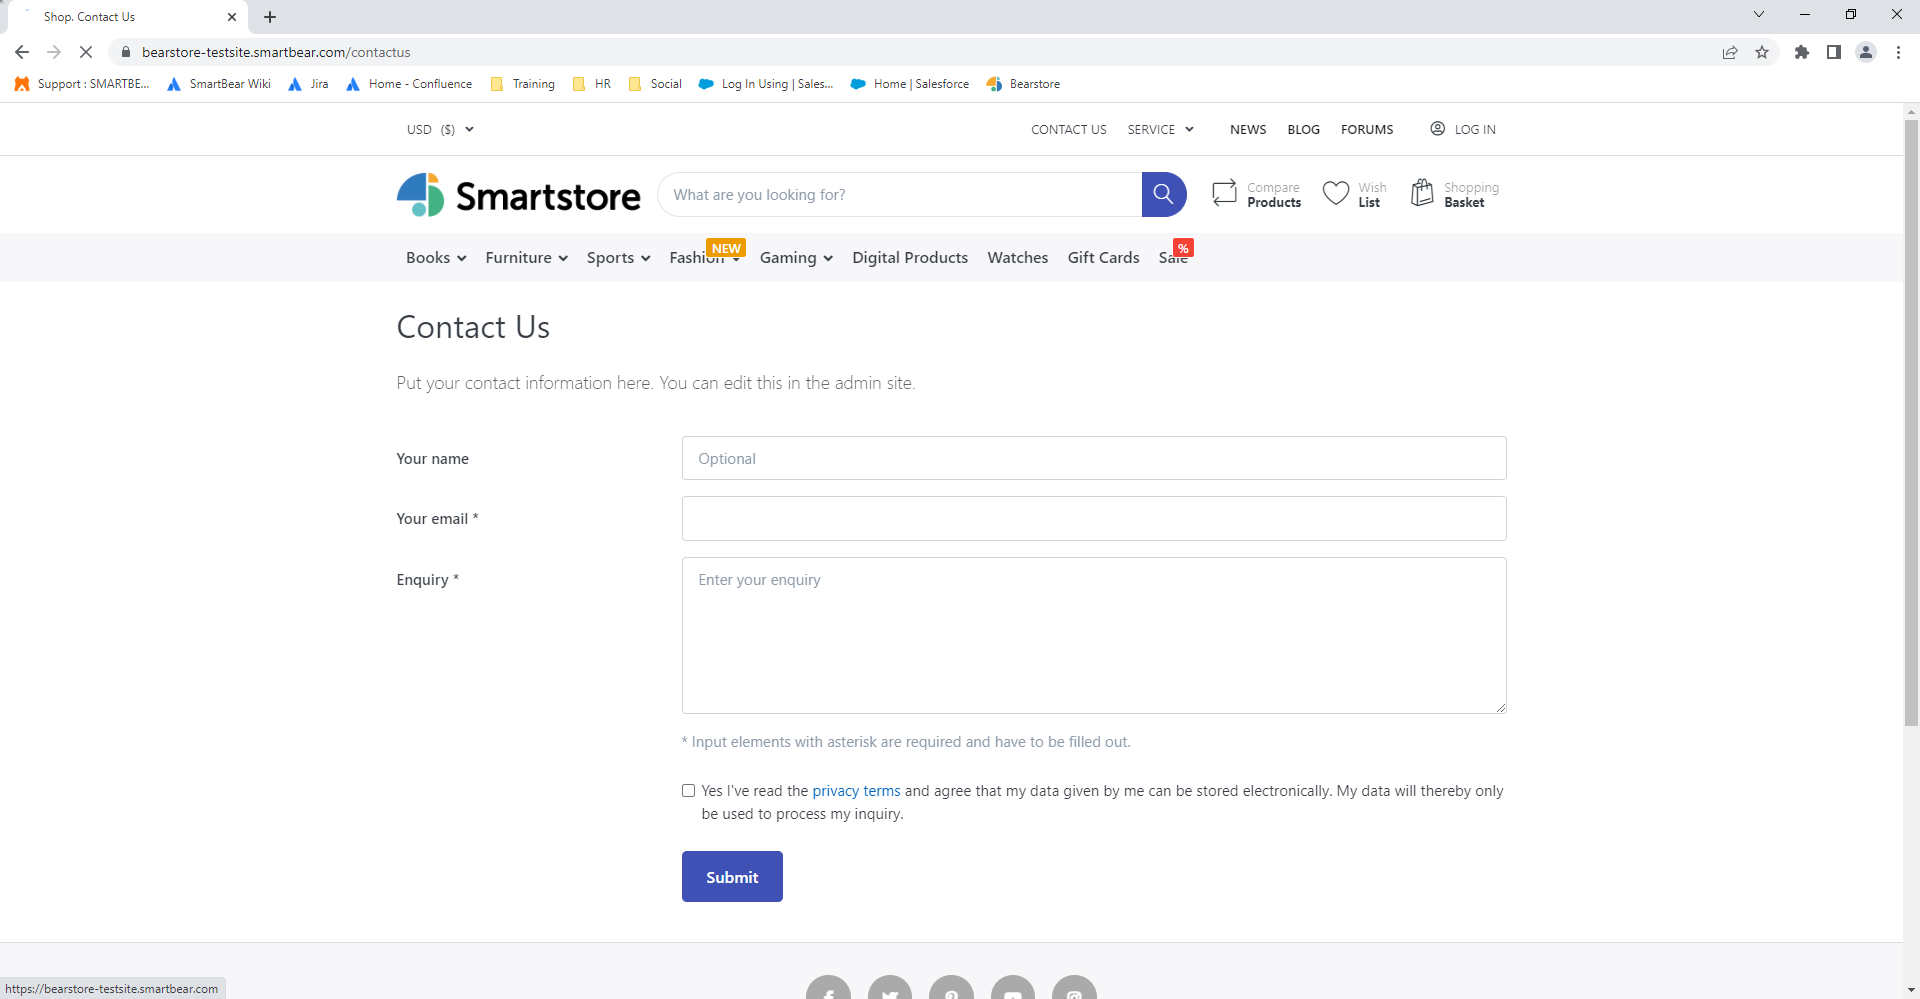 Shop. Contact Us
bearstore-testsite.smartbear.com/contactus
Support : SMARTBE...
SmartBear Wiki
Jira
Home - Confluence
Training
HR
Social
Log In Using | Sales...
Home | Salesforce
Bearstore
USD ($)
CONTACT US
SERVICE
NEWS
BLOG
FORUMS
LOG IN
Smartstore
What are you looking for?
Compare
Products
Wish
List
Shopping
Basket
Books
Furniture
Sports
Fashion
NEW
Gaming
Digital Products
Watches
Gift Cards
Sale
%
Contact Us
Put your contact information here. You can edit this in the admin site.
Your name
Optional
Your email *
Enquiry *
Enter your enquiry
* Input elements with asterisk are required and have to be filled out.
Yes I've read the privacy terms and agree that my data given by me can be stored electronically. My data will thereby only
be used to process my inquiry.
Submit
https://bearstore-testsite.smartbear.com